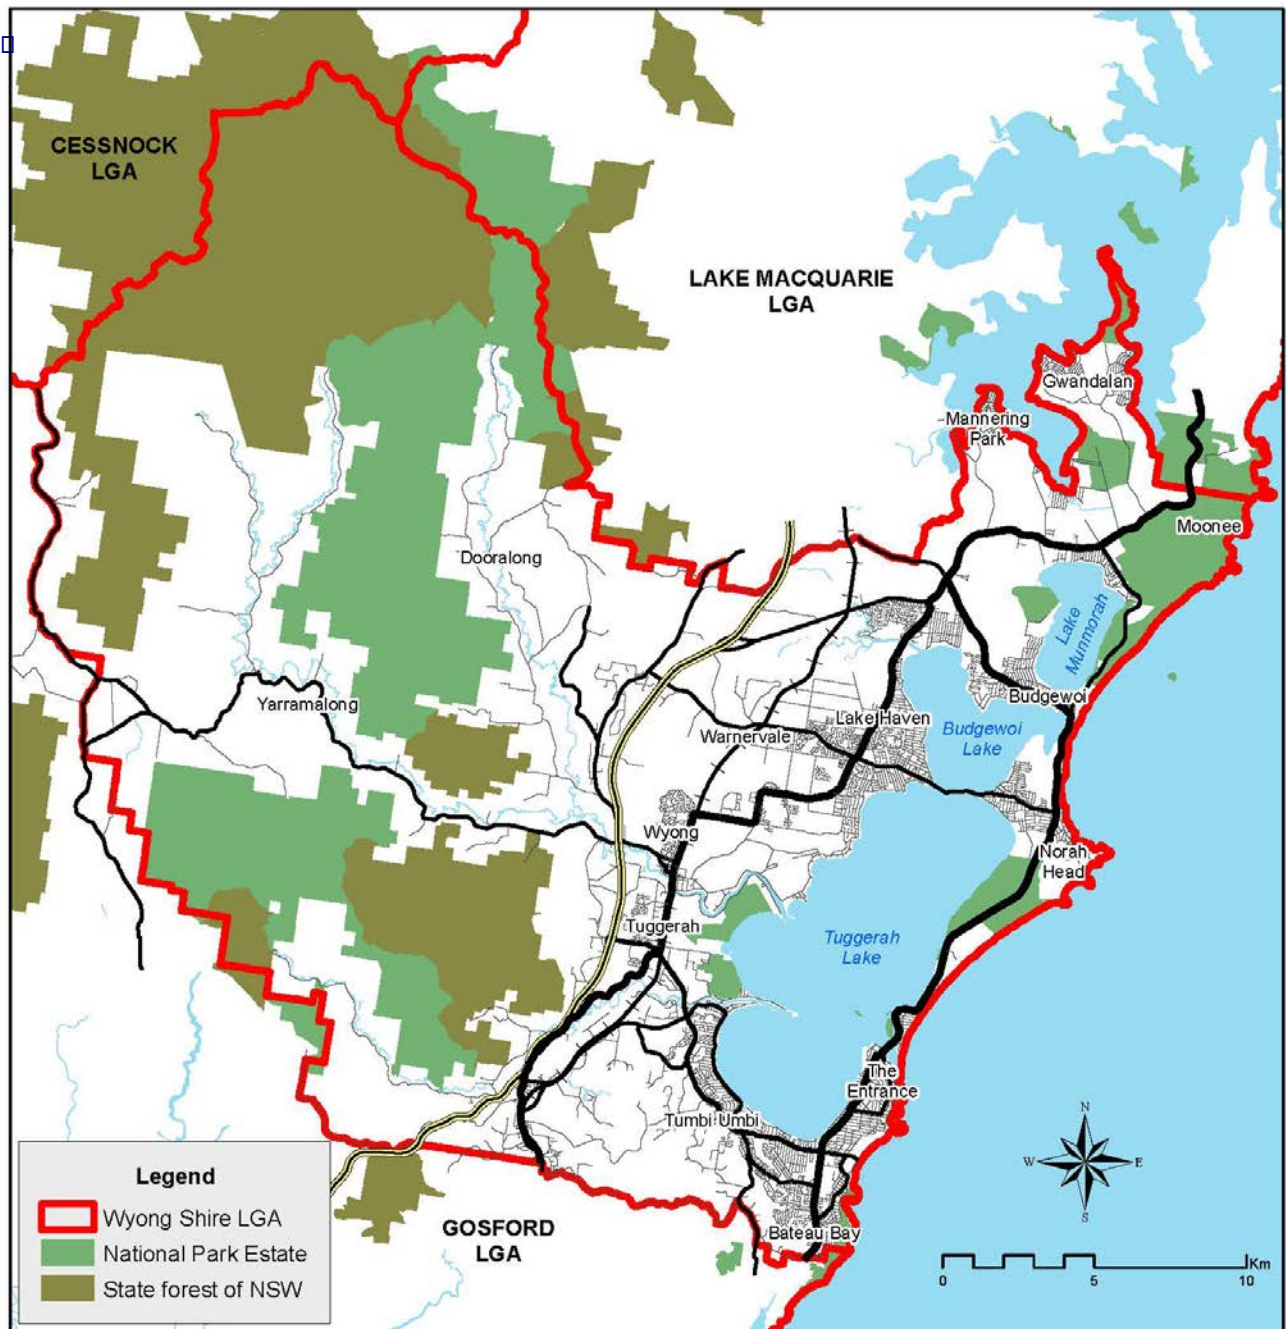 CESSNOCK
LGA
LAKE MACQUARIE
LGA
Gwandalan
Mannering
Park
Moonee
Dooralong
Lake
Munmorah
Yarramalong
Budgewoi
Lake Haven
Warnervale
Budgewoi
Lake
Wyong
Norah
Head
Tuggerah
Tuggerah
Lake
The
Entrance
Tumbi Umbi
N
W
E
S
Legend
Wyong Shire LGA
National Park Estate
State forest of NSW
GOSFORD
LGA
Bateau Bay
Km
0 5 10